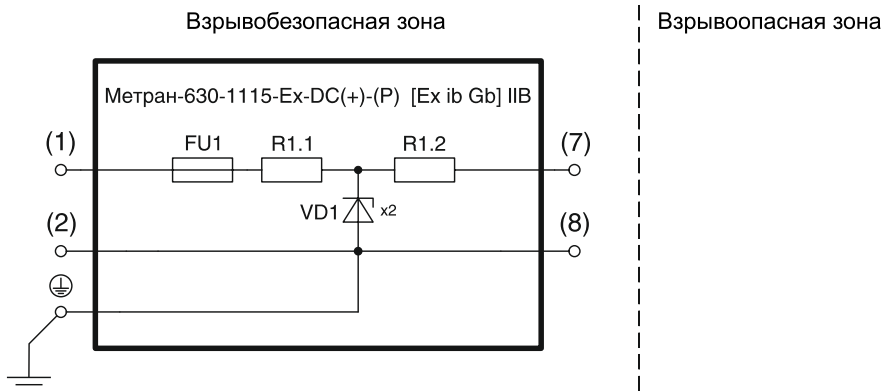 Взрывобезопасная зона
Взрывоопасная зона
Метран-630-1115-Ex-DC(+)-(P) [Ex ib Gb] IIB
(1)
FU1
R1.1
R1.2
(7)
VD1
x2
(2)
(8)